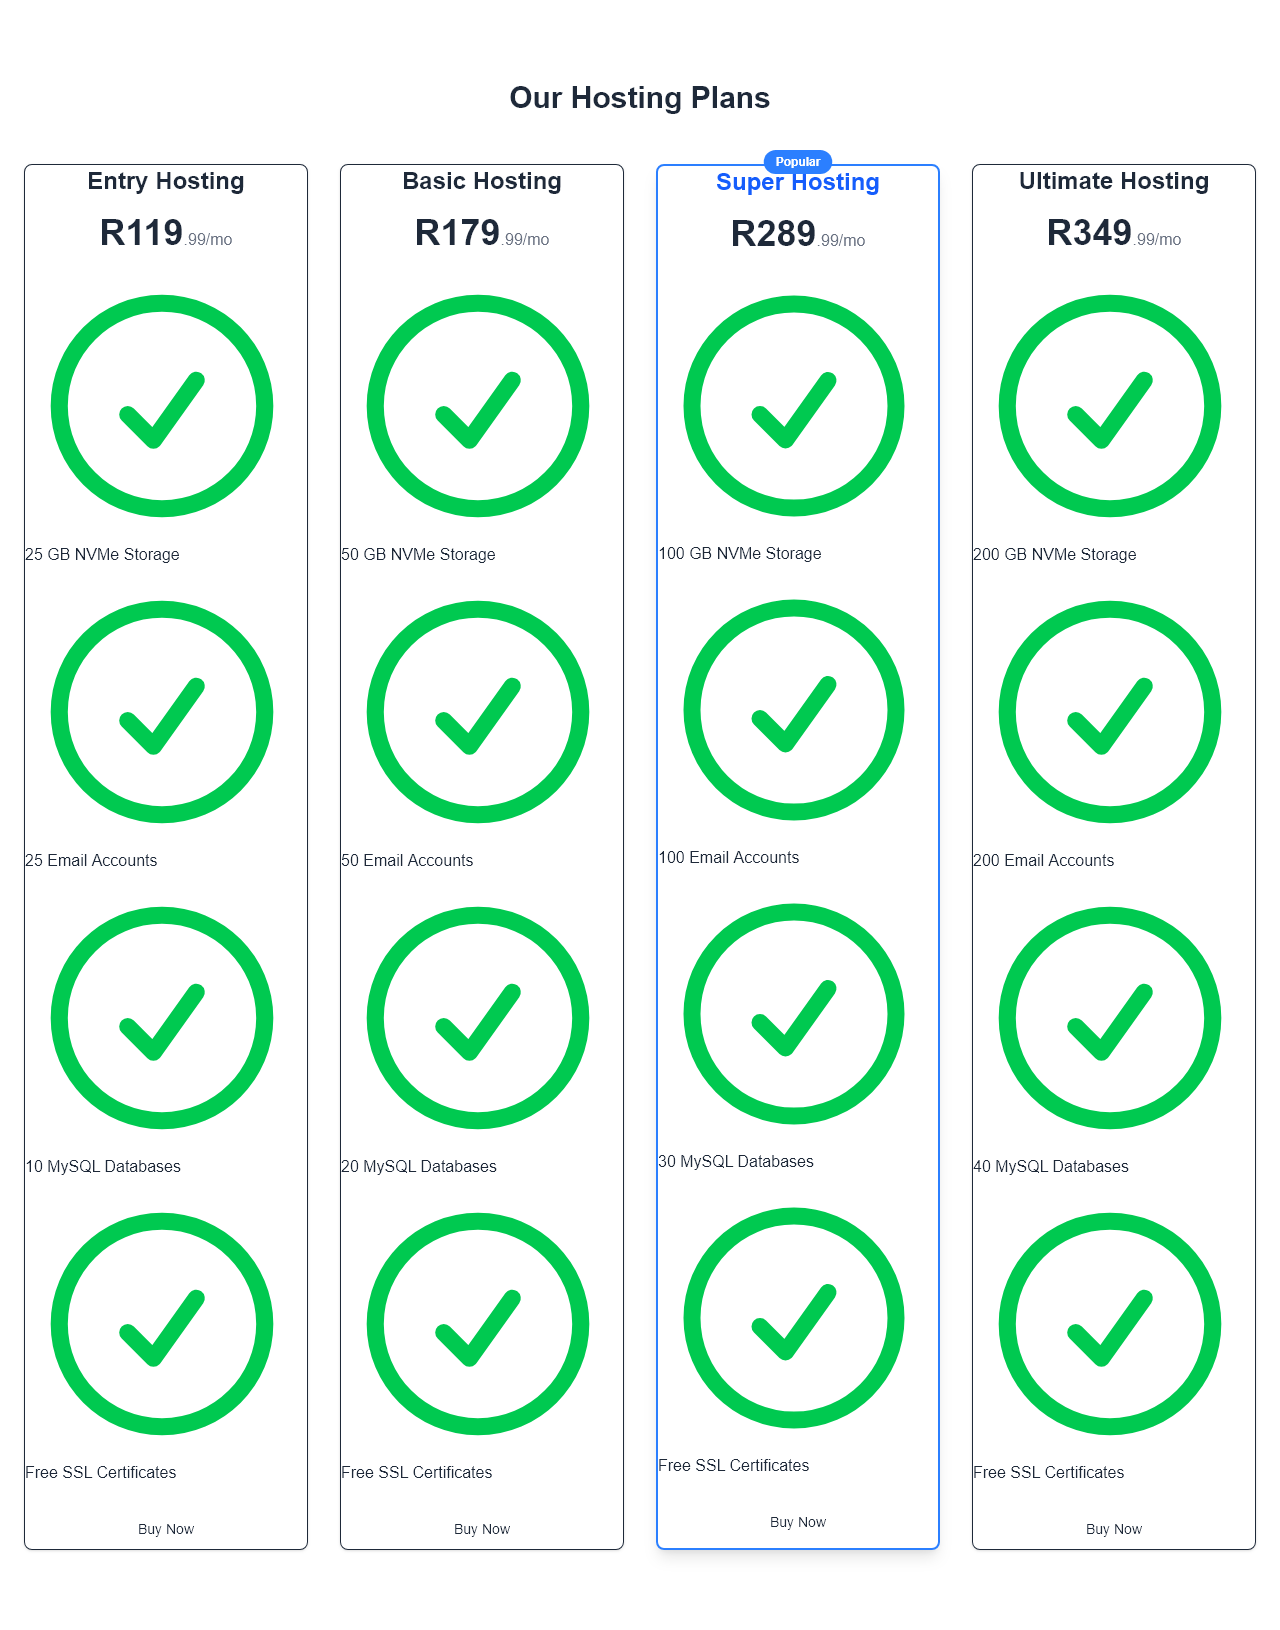 Our Hosting Plans
Entry Hosting
R119.99/mo
25 GB NVMe Storage
25 Email Accounts
10 MySQL Databases
Free SSL Certificates
Buy Now
Basic Hosting
R179.99/mo
50 GB NVMe Storage
50 Email Accounts
20 MySQL Databases
Free SSL Certificates
Buy Now
Popular
Super Hosting
R289.99/mo
100 GB NVMe Storage
100 Email Accounts
30 MySQL Databases
Free SSL Certificates
Buy Now
Ultimate Hosting
R349.99/mo
200 GB NVMe Storage
200 Email Accounts
40 MySQL Databases
Free SSL Certificates
Buy Now